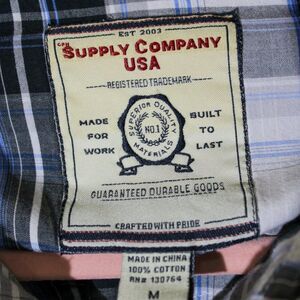 EST 2003
CPH
SUPPLY COMPANY
USA
REGISTERED TRADEMARK
SUPERIOR QUALITY
NO.1
MATERIALS
MADE
FOR
WORK
BUILT
TO
LAST
GUARANTEED DURABLE GOODS
CRAFTED WITH PRIDE
MADE IN CHINA
100% COTTON
RN# 130764
M